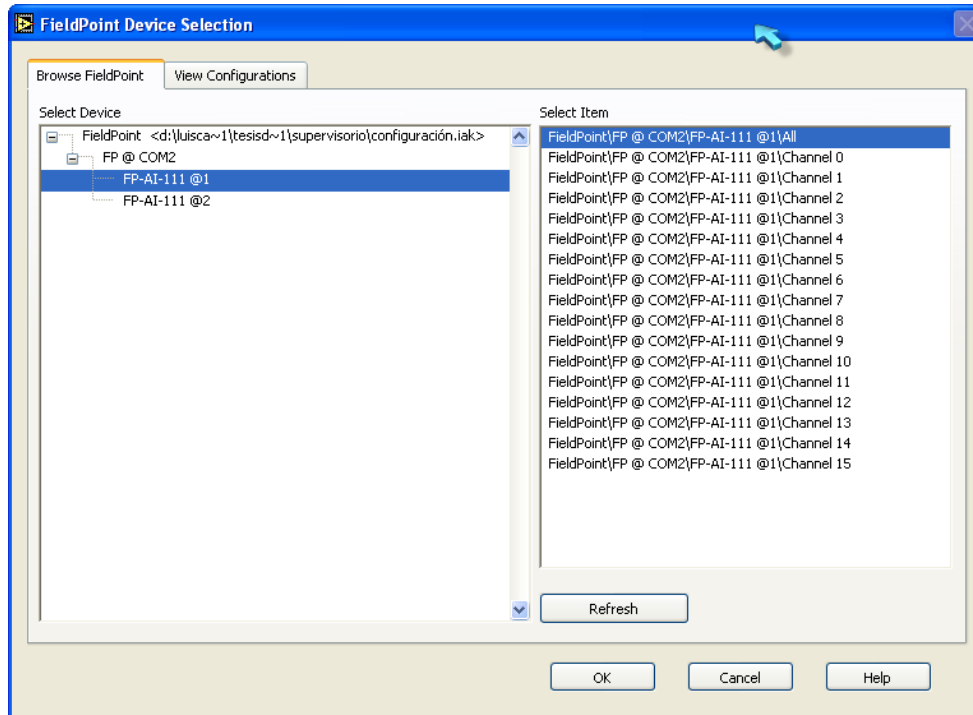 FieldPoint Device Selection
Browse FieldPoint
View Configurations
Select Device
FieldPoint <d:\luisca~1\tesisd~1\supervisorio\configuración.iak>
FP @ COM2
FP-AI-111 @1
FP-AI-111 @2
Select Item
FieldPoint\FP @ COM2\FP-AI-111 @1\All
FieldPoint\FP @ COM2\FP-AI-111 @1\Channel 0
FieldPoint\FP @ COM2\FP-AI-111 @1\Channel 1
FieldPoint\FP @ COM2\FP-AI-111 @1\Channel 2
FieldPoint\FP @ COM2\FP-AI-111 @1\Channel 3
FieldPoint\FP @ COM2\FP-AI-111 @1\Channel 4
FieldPoint\FP @ COM2\FP-AI-111 @1\Channel 5
FieldPoint\FP @ COM2\FP-AI-111 @1\Channel 6
FieldPoint\FP @ COM2\FP-AI-111 @1\Channel 7
FieldPoint\FP @ COM2\FP-AI-111 @1\Channel 8
FieldPoint\FP @ COM2\FP-AI-111 @1\Channel 9
FieldPoint\FP @ COM2\FP-AI-111 @1\Channel 10
FieldPoint\FP @ COM2\FP-AI-111 @1\Channel 11
FieldPoint\FP @ COM2\FP-AI-111 @1\Channel 12
FieldPoint\FP @ COM2\FP-AI-111 @1\Channel 13
FieldPoint\FP @ COM2\FP-AI-111 @1\Channel 14
FieldPoint\FP @ COM2\FP-AI-111 @1\Channel 15
Refresh
OK
Cancel
Help